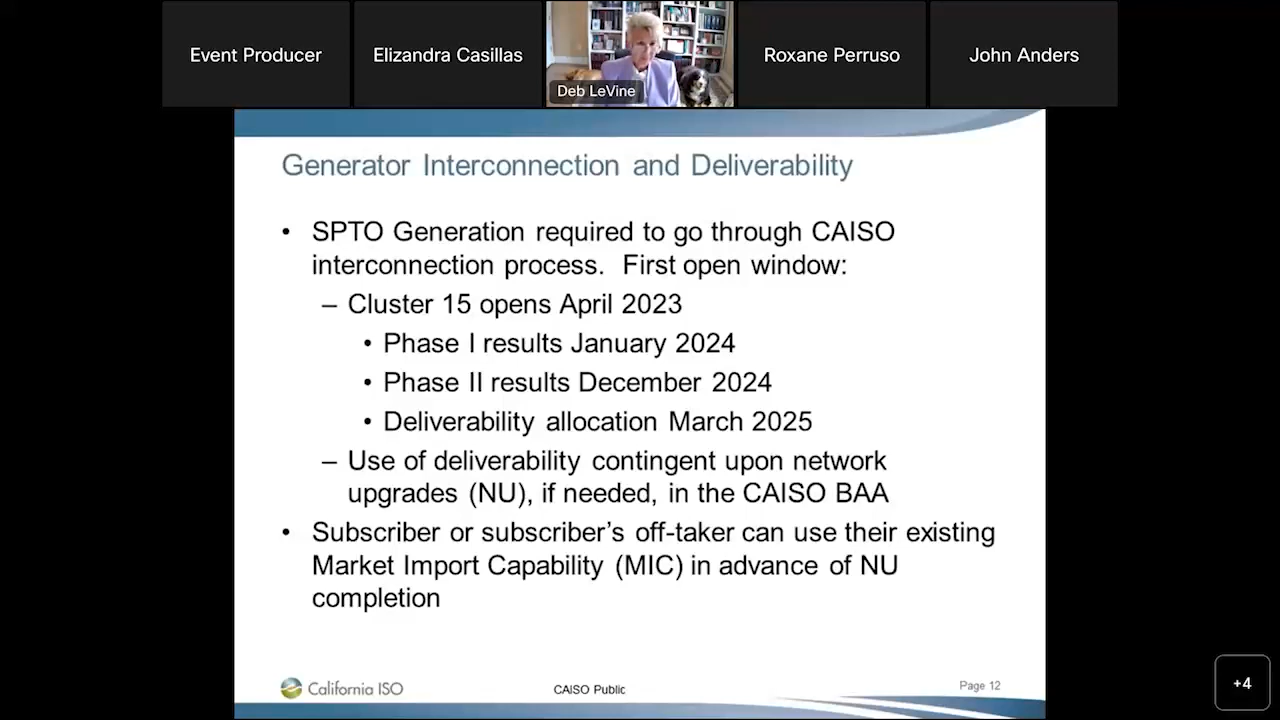 Event Producer
Elizandra Casillas
Deb LeVine
Roxane Perruso
John Anders
Generator Interconnection and Deliverability
• SPTO Generation required to go through CAISO
interconnection process. First open window:
– Cluster 15 opens April 2023
• Phase I results January 2024
• Phase II results December 2024
• Deliverability allocation March 2025
– Use of deliverability contingent upon network
upgrades (NU), if needed, in the CAISO BAA
• Subscriber or subscriber's off-taker can use their existing
Market Import Capability (MIC) in advance of NU
completion
California ISO
CAISO Public
Page 12
+4